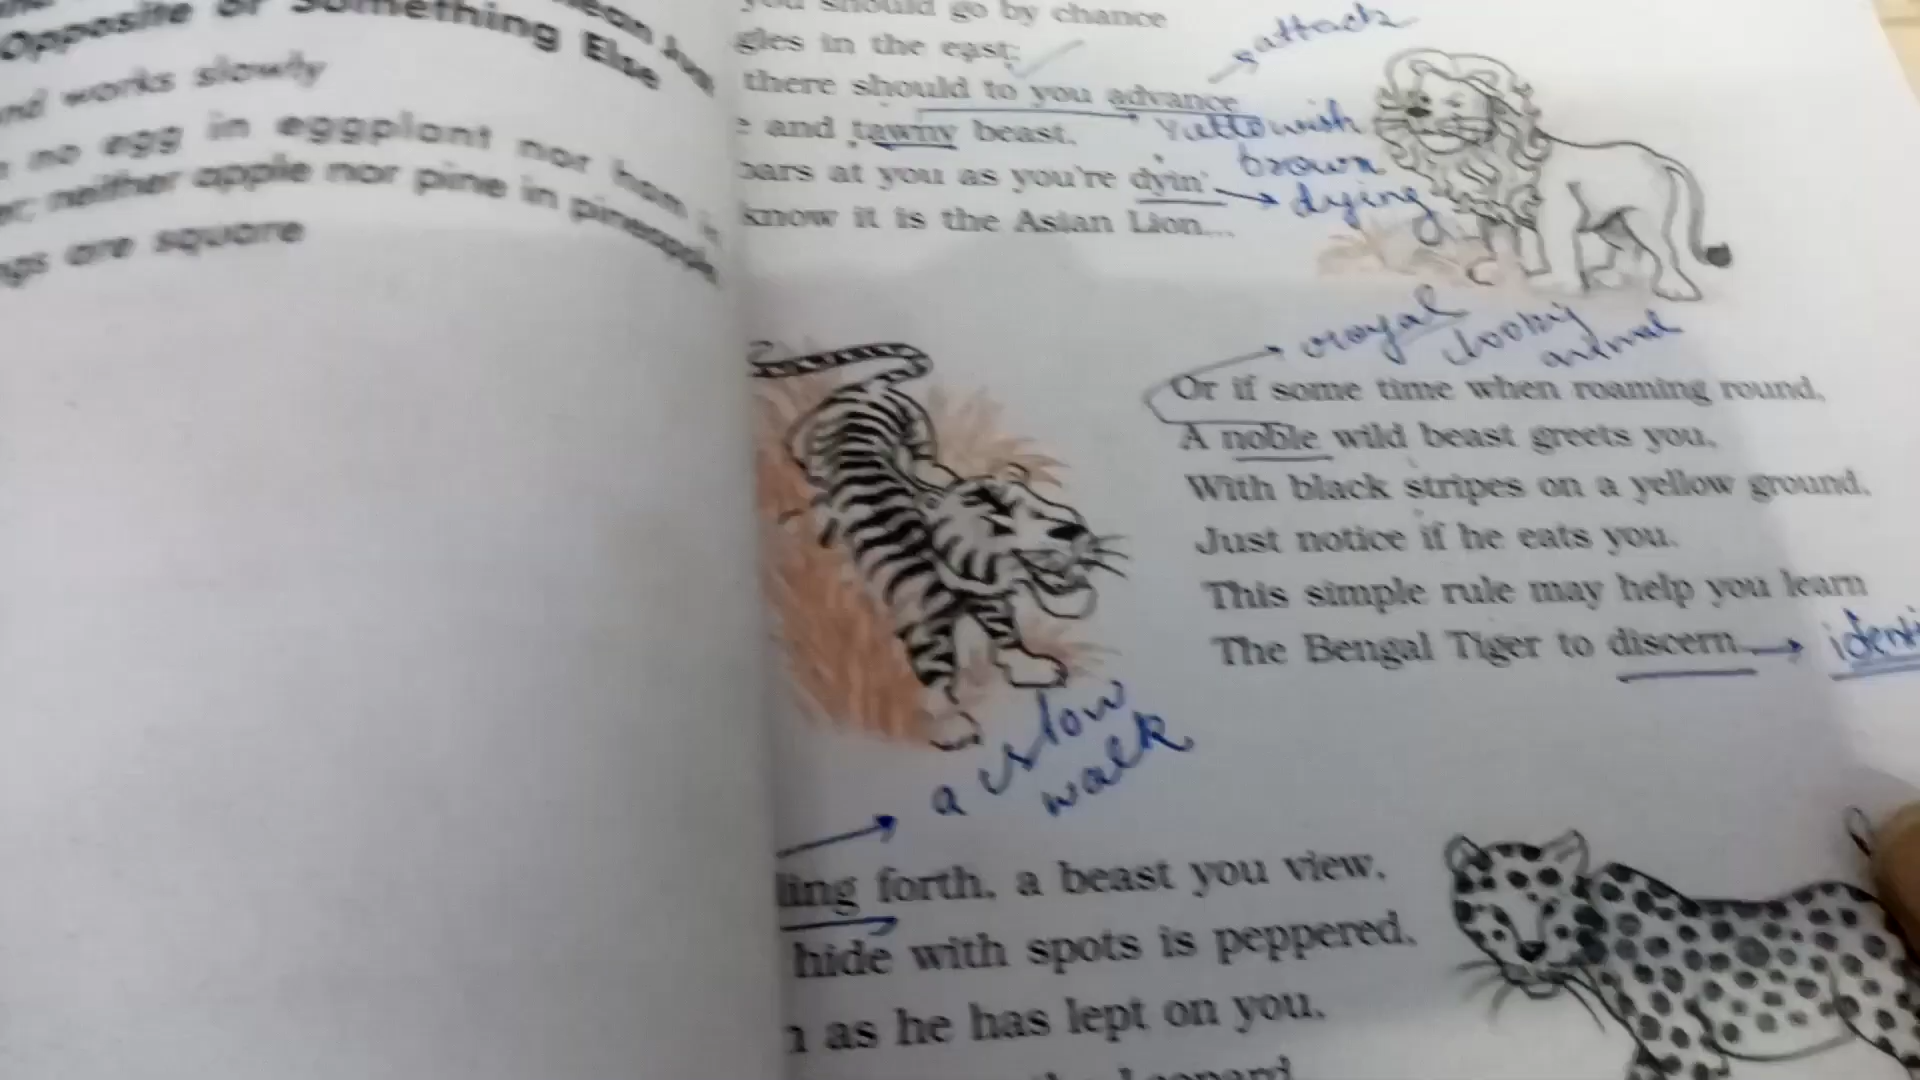 Opposite or Something Else
works slowly
no egg in eggplant nor ham
neither apple nor pine in pineapple
are square
you should go by chance
in the east;
attack
there should to you advance
and tawny beast,
Yellowish
brown
at you as you're dyin'
dying
know it is the Asian Lion...
royal looking
animal
Or if some time when roaming round,
A noble wild beast greets you,
With black stripes on a yellow ground,
Just notice if he eats you.
This simple rule may help you learn
The Bengal Tiger to discern.
a slow
walk
forth, a beast you view,
hide with spots is peppered,
as he has lept on you,
Leopard